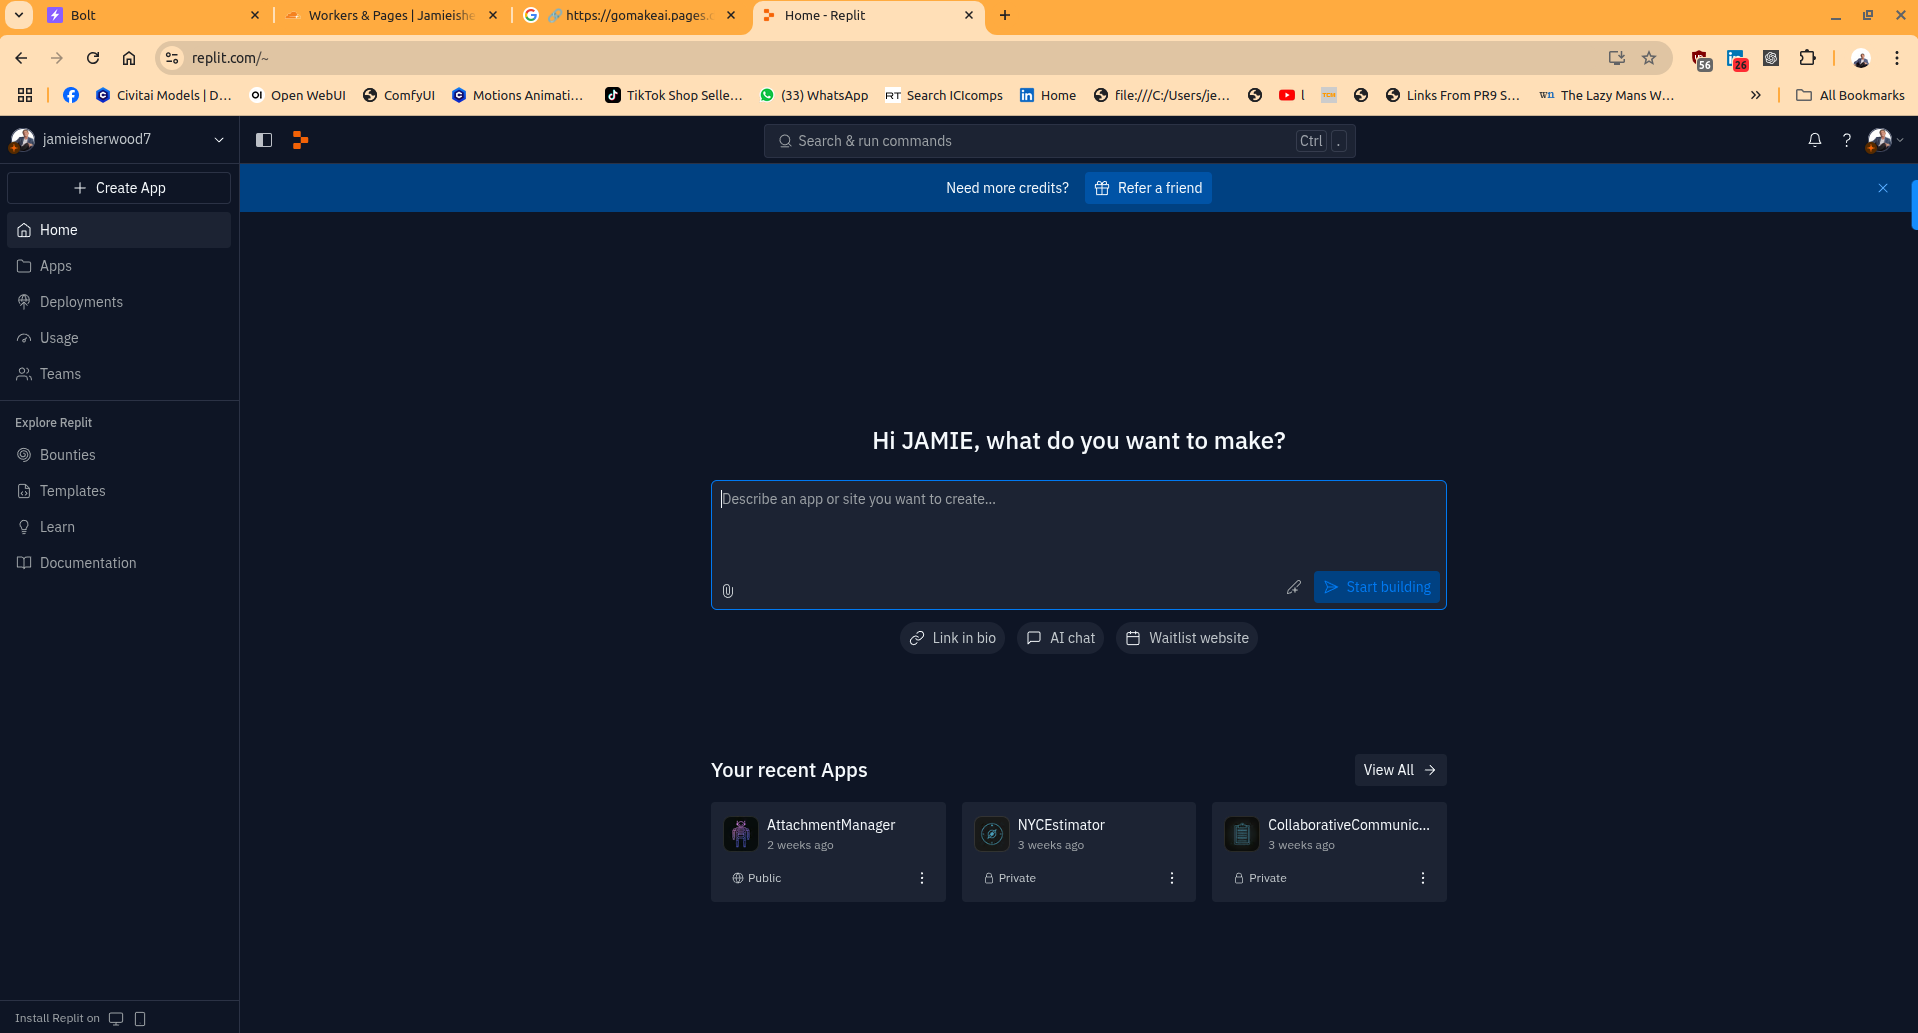 Bolt
Workers & Pages | Jamieishe
https://gomakeai.pages.c
Home - Replit
replit.com/~
56
26
Civitai Models | D...
Open WebUI
ComfyUI
Motions Animati...
TikTok Shop Selle...
(33) WhatsApp
RT Search ICIcomps
Home
file:///C:/Users/je...
l
Links From PR9 S...
wn The Lazy Mans W...
All Bookmarks
jamieisherwood7
Search & run commands
Ctrl .
Create App
Need more credits?
Refer a friend
Home
Apps
Deployments
Usage
Teams
Explore Replit
Bounties
Templates
Learn
Documentation
Hi JAMIE, what do you want to make?
Describe an app or site you want to create...
Start building
Link in bio
AI chat
Waitlist website
Your recent Apps
View All
AttachmentManager
2 weeks ago
Public
NYCEstimator
3 weeks ago
Private
CollaborativeCommunic...
3 weeks ago
Private
Install Replit on